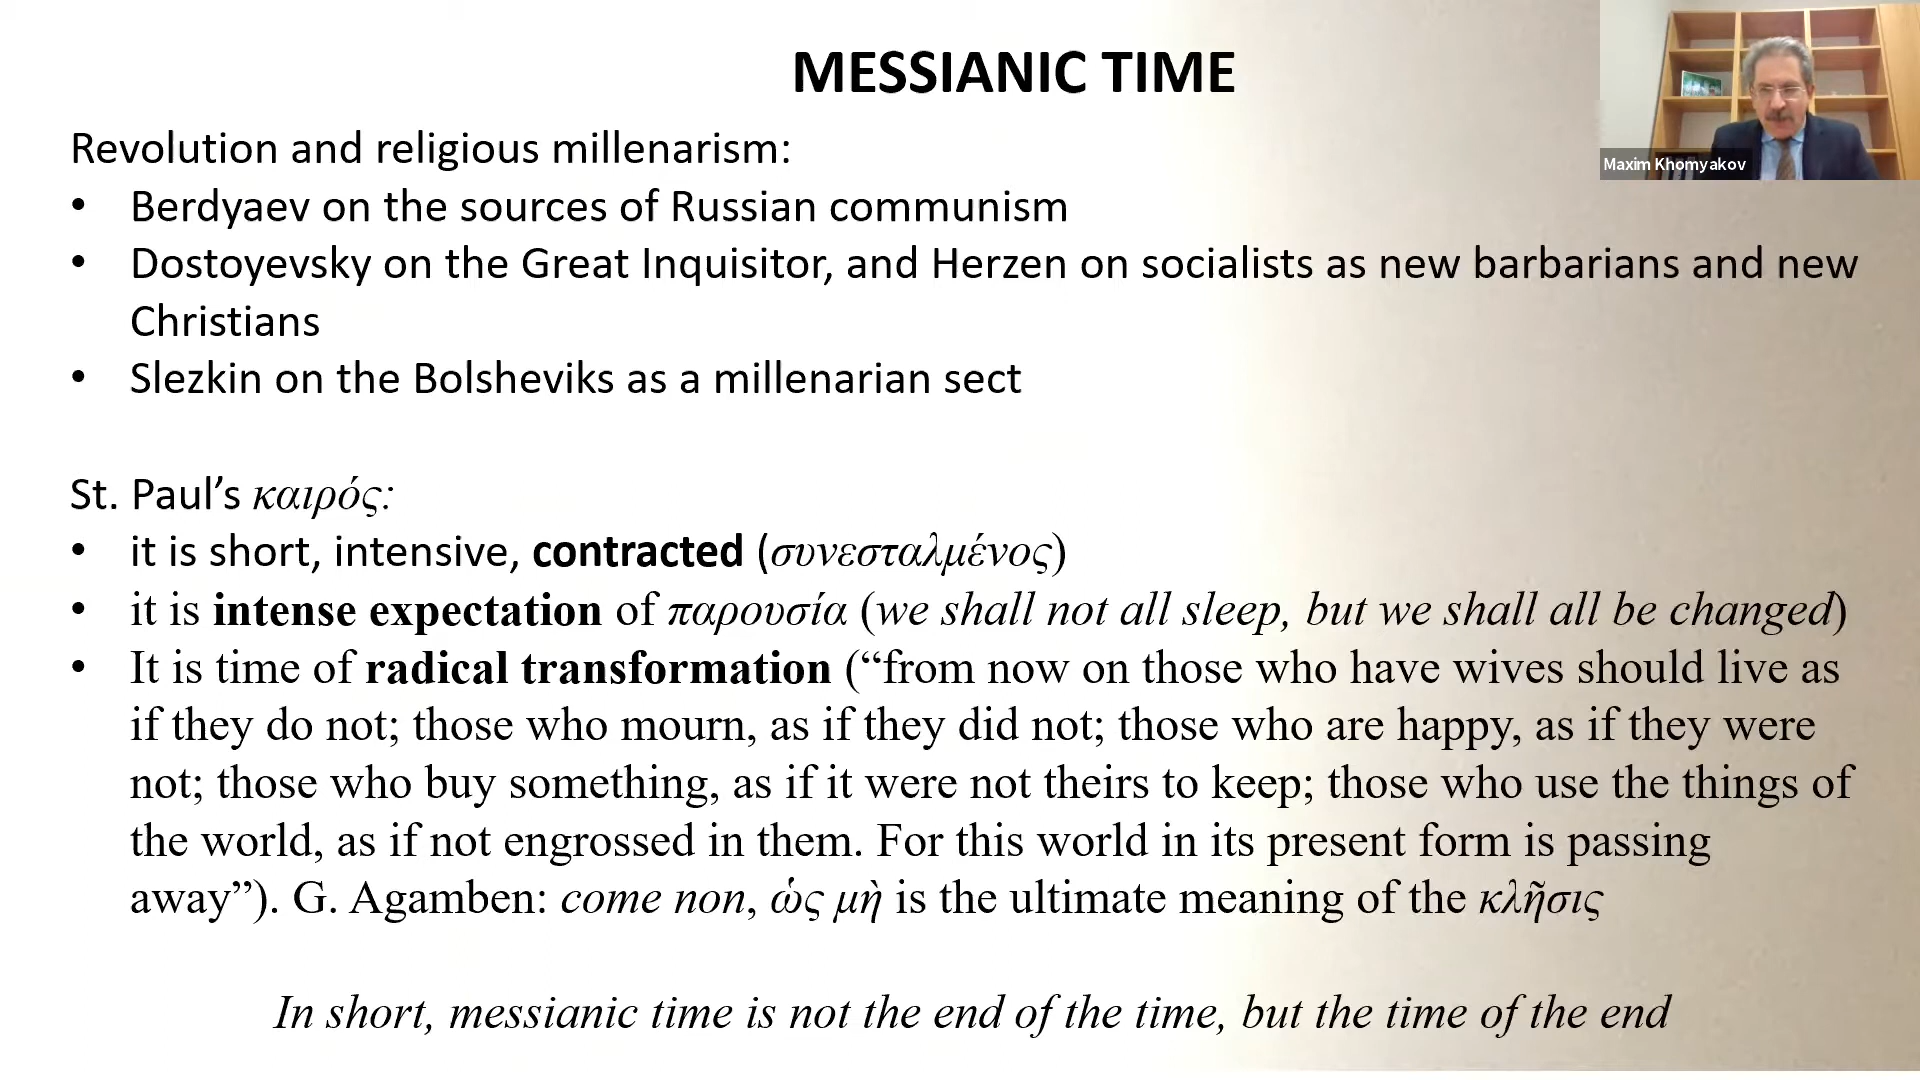 MESSIANIC TIME
Maxim Khomyakov
Revolution and religious millenarism:
• Berdyaev on the sources of Russian communism
• Dostoyevsky on the Great Inquisitor, and Herzen on socialists as new barbarians and new
Christians
• Slezkin on the Bolsheviks as a millenarian sect
St. Paul’s καιρός:
• it is short, intensive, contracted (συνεσταλμένος)
• it is intense expectation of παρουσία (we shall not all sleep, but we shall all be changed)
• It is time of radical transformation (“from now on those who have wives should live as
if they do not; those who mourn, as if they did not; those who are happy, as if they were
not; those who buy something, as if it were not theirs to keep; those who use the things of
the world, as if not engrossed in them. For this world in its present form is passing
away”). G. Agamben: come non, ὡς μὴ is the ultimate meaning of the κλῆσις
In short, messianic time is not the end of the time, but the time of the end